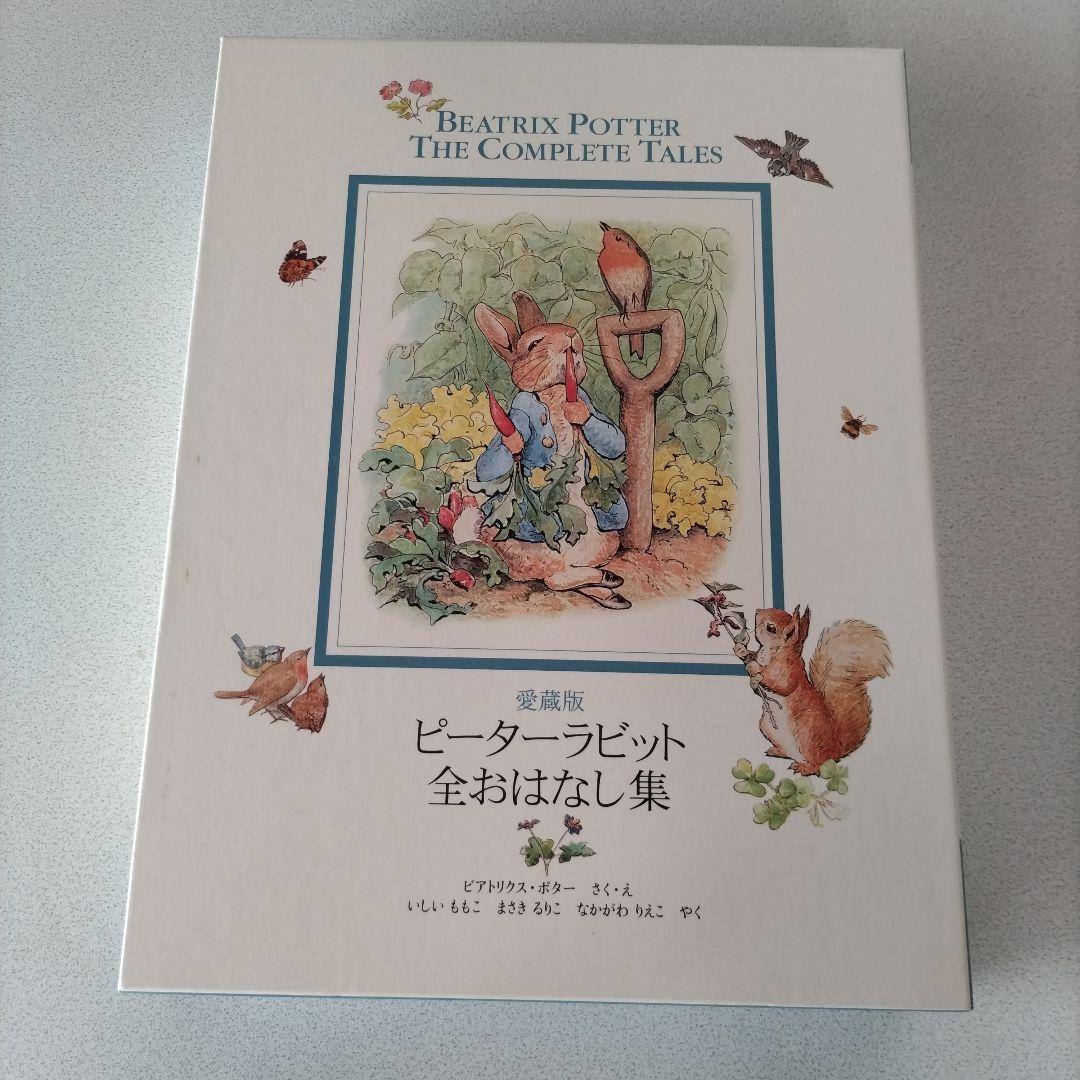 BEATRIX POTTER
THE COMPLETE TALES
愛蔵版
ピーターラビット
全おはなし集
ビアトリクス・ポター さく・え
いしい ももこ まさき るりこ なかがわ りえこ やく